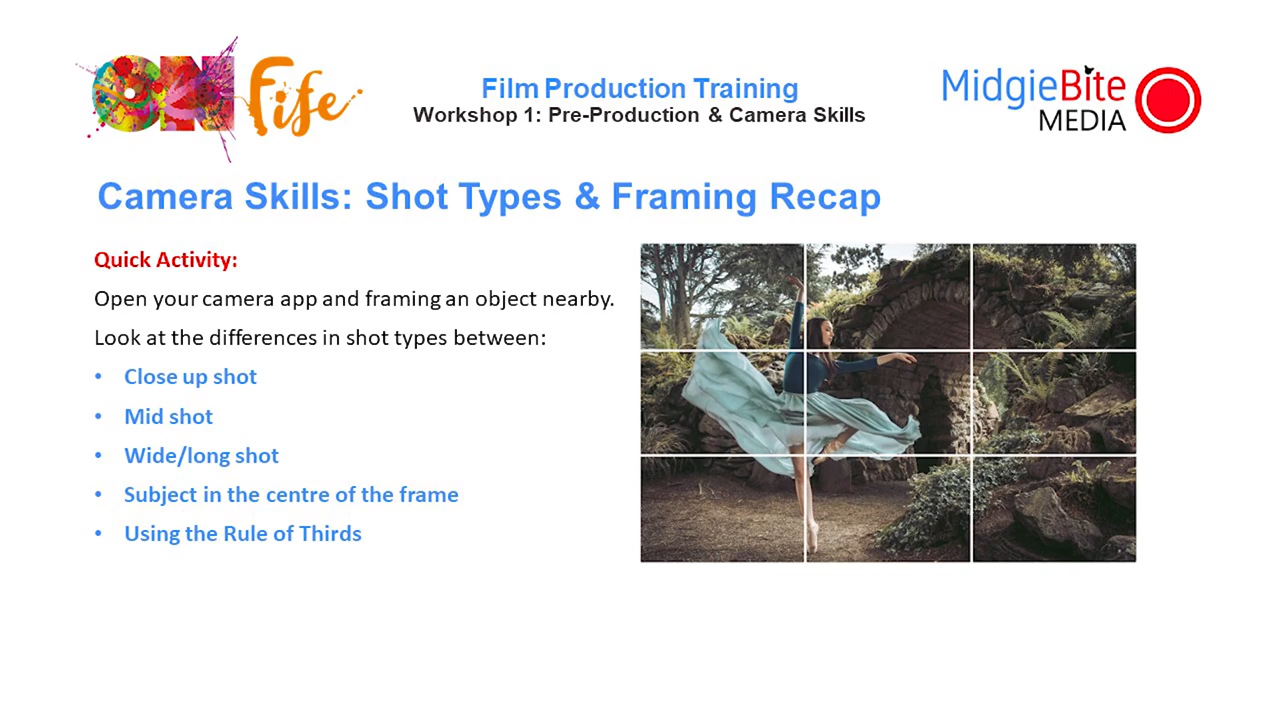 ON Fife
Film Production Training
Workshop 1: Pre-Production & Camera Skills
MidgieBite
MEDIA
Camera Skills: Shot Types & Framing Recap
Quick Activity:
Open your camera app and framing an object nearby.
Look at the differences in shot types between:
• Close up shot
• Mid shot
• Wide/long shot
• Subject in the centre of the frame
• Using the Rule of Thirds